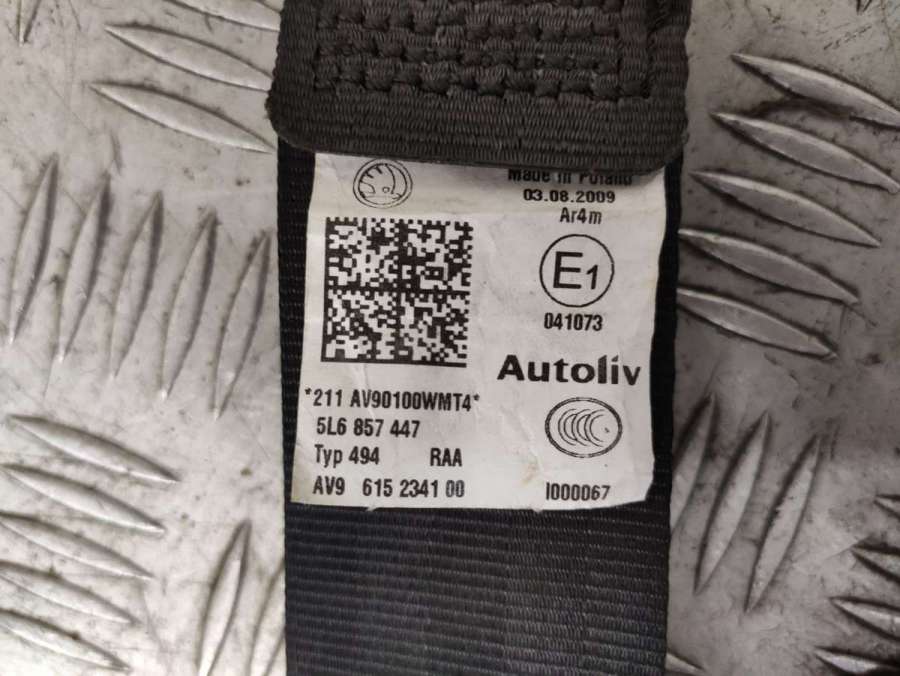 Made in Poland
03.08.2009
Ar4m
E1
041073
Autoliv
*211 AV90100WMT4*
5L6 857 447
Typ 494 RAA
AV9 615 2341 00
I000067